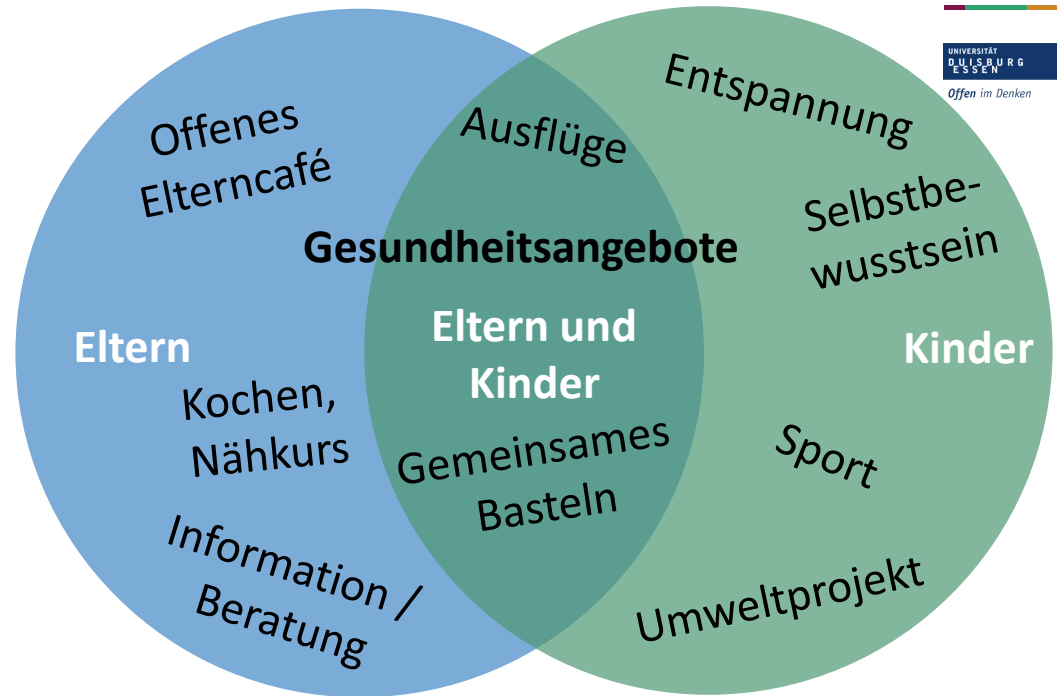 UNIVERSITÄT
DUISBURG
ESSEN
Offen im Denken
Offenes
Elterncafé
Ausflüge
Entspannung
Selbstbe-
wusstsein
Gesundheitsangebote
Eltern
Eltern und
Kinder
Kinder
Kochen,
Nähkurs
Gemeinsames
Basteln
Sport
Information /
Beratung
Umweltprojekt